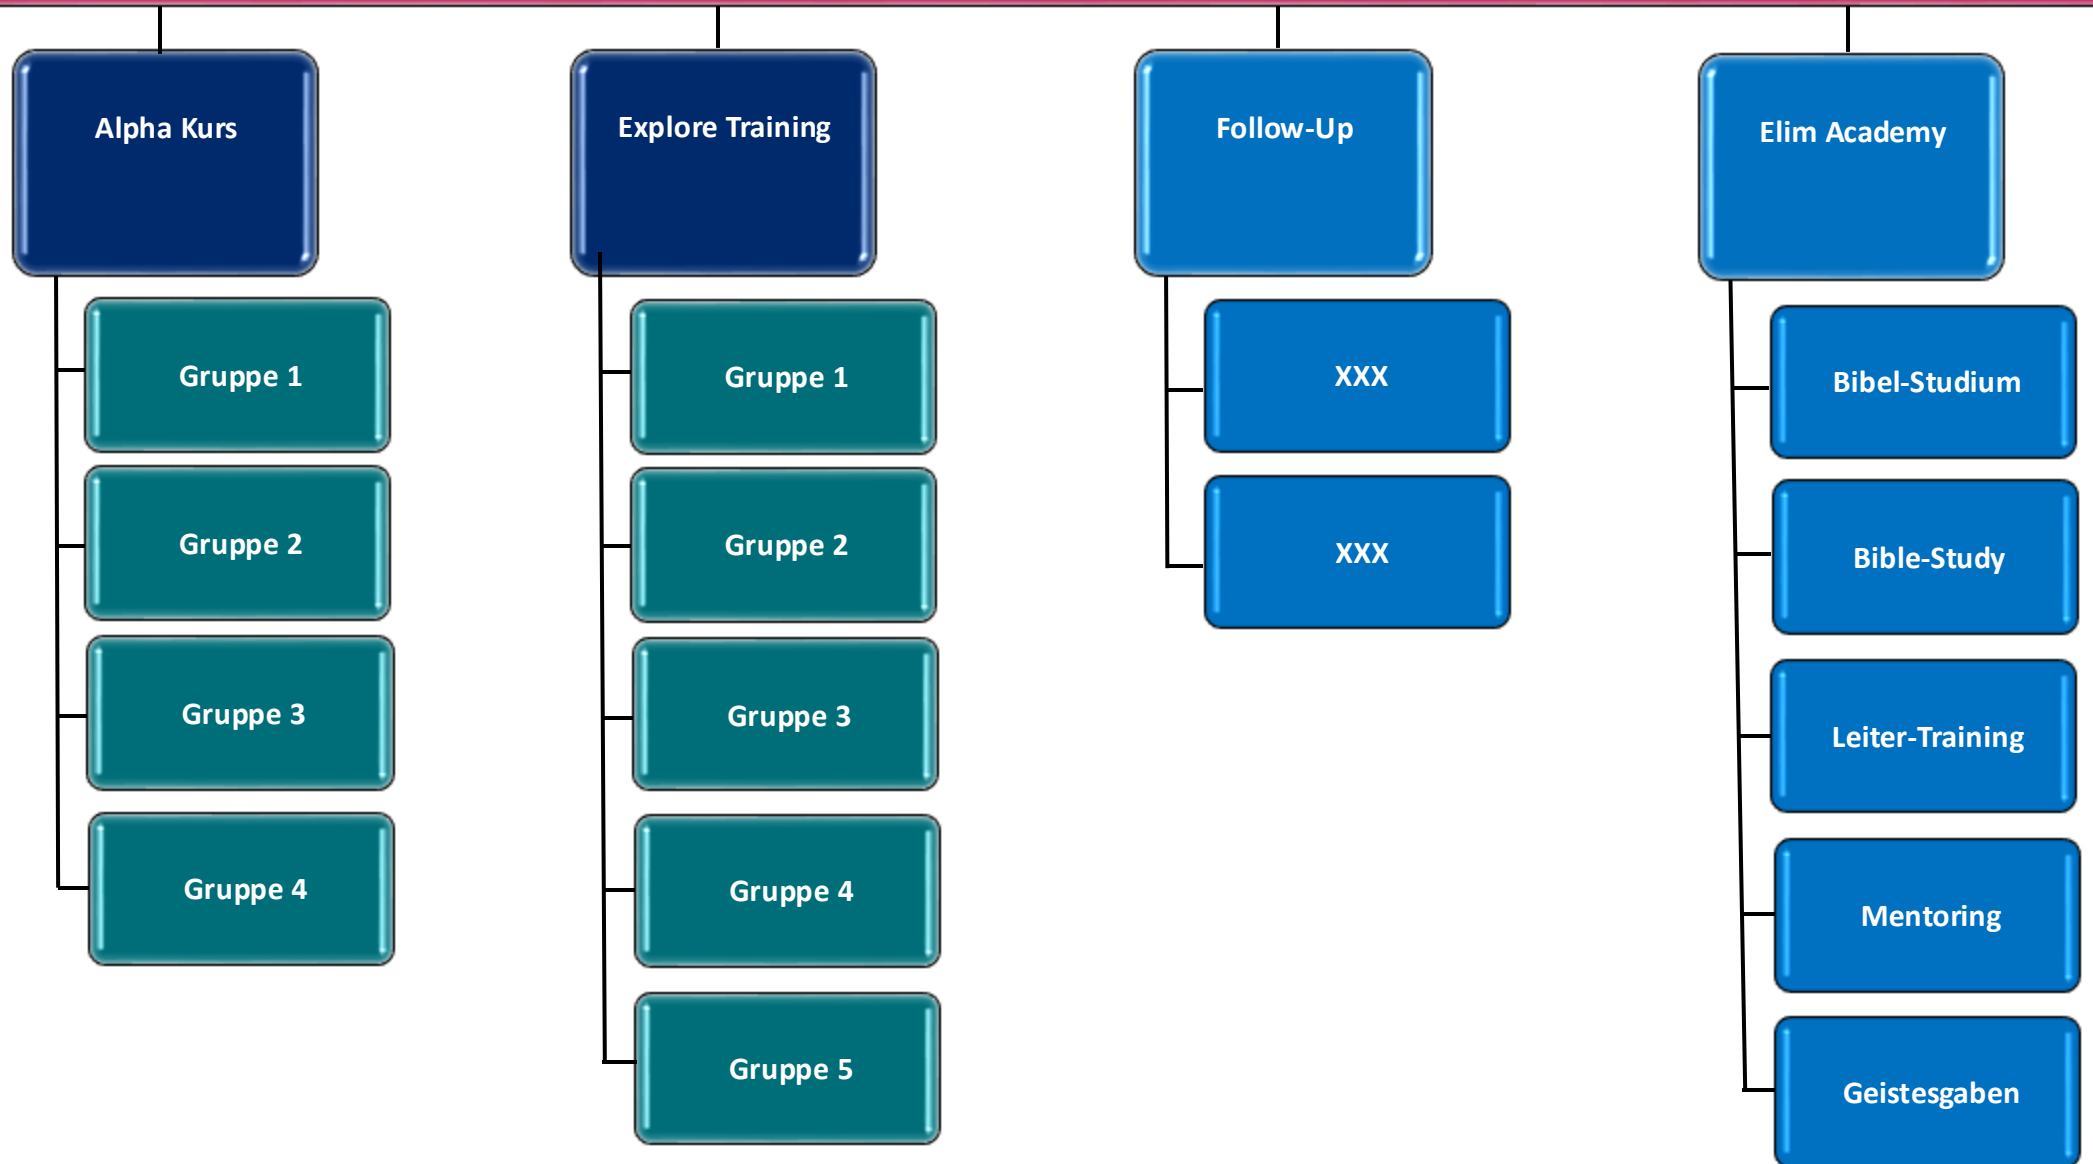 Alpha Kurs
Gruppe 1
Gruppe 2
Gruppe 3
Gruppe 4
Explore Training
Gruppe 1
Gruppe 2
Gruppe 3
Gruppe 4
Gruppe 5
Follow-Up
XXX
XXX
Elim Academy
Bibel-Studium
Bible-Study
Leiter-Training
Mentoring
Geistesgaben